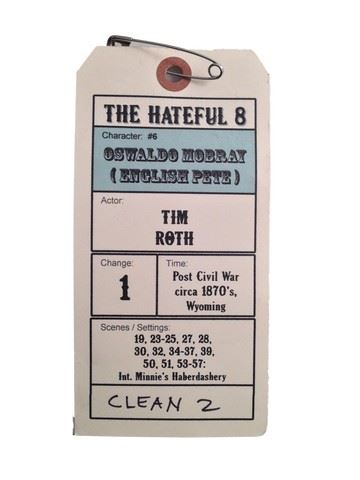 THE HATEFUL 8
Character: #6
OSWALDO MOBRAY
(ENGLISH PETE)
Actor:
TIM
ROTH
Change:
1
Time:
Post Civil War
circa 1870's,
Wyoming
Scenes / Settings:
19, 23-25, 27, 28,
30, 32, 34-37, 39,
50, 51, 53-57:
Int. Minnie's Haberdashery
CLEAN 2